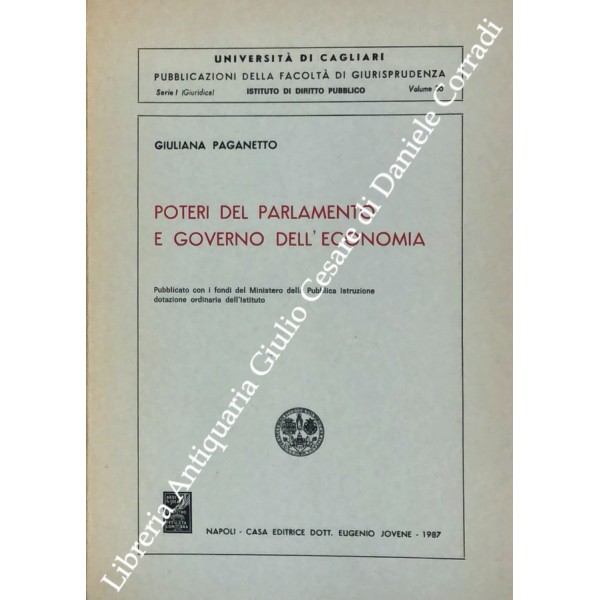 UNIVERSITÀ DI CAGLIARI
PUBBLICAZIONI DELLA FACOLTÀ DI GIURISPRUDENZA
Serie I (Giuridica) ISTITUTO DI DIRITTO PUBBLICO Volume
GIULIANA PAGANETTO
POTERI DEL PARLAMENTO
E GOVERNO DELL'ECONOMIA
Pubblicato con i fondi del Ministero della Pubblica Istruzione
dotazione ordinaria dell'Istituto
NAPOLI - CASA EDITRICE DOTT. EUGENIO JOVENE - 1987
Libreria Antiquaria Giulio Cesare di Daniele Corradi